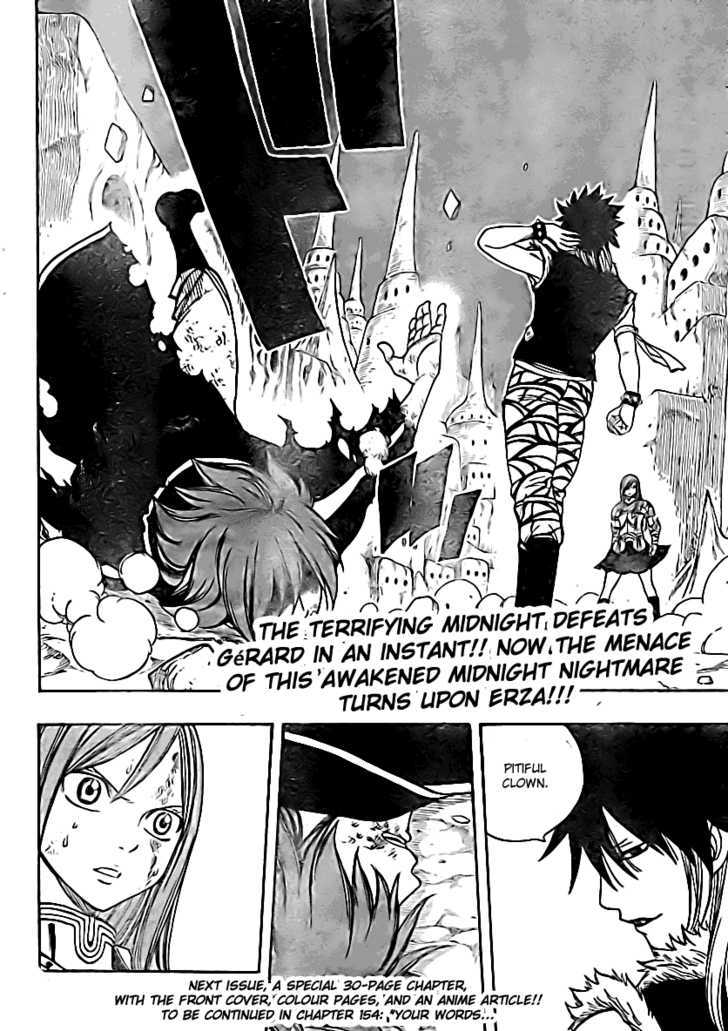 ドサ
THE TERRIFYING MIDNIGHT DEFEATS
GéRARD IN AN INSTANT!! NOW THE MENACE
OF THIS AWAKENED MIDNIGHT NIGHTMARE
TURNS UPON ERZA!!!
PITIFUL
CLOWN.
NEXT ISSUE, A SPECIAL 30-PAGE CHAPTER,
WITH THE FRONT COVER, COLOUR PAGES, AND AN ANIME ARTICLE!!
TO BE CONTINUED IN CHAPTER 154: "YOUR WORDS...